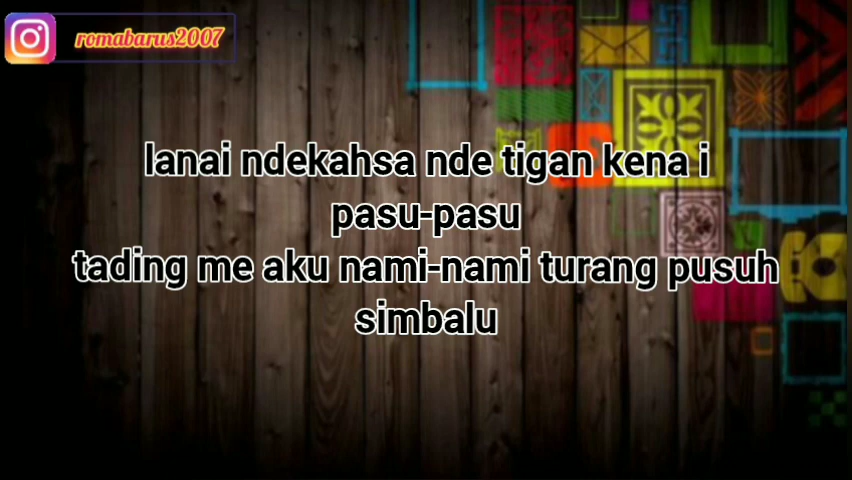 romabarus2007
lanai ndekahsa nde tigan kena i
pasu-pasu
tading me aku nami-nami turang pusuh
simbalu